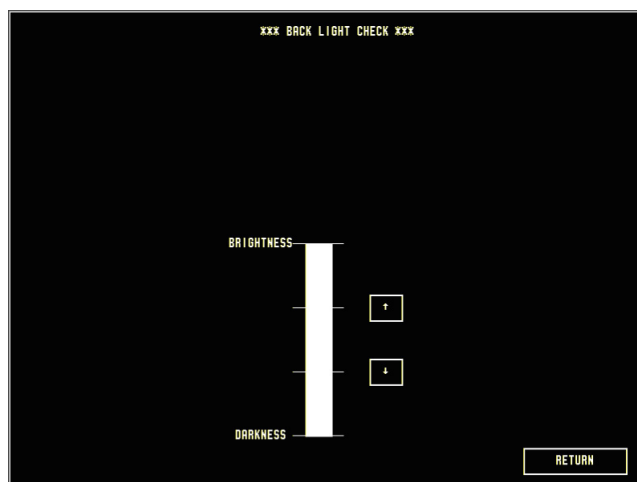 *** BACK LIGHT CHECK ***
BRIGHTNESS
↑
↓
DARKNESS
RETURN